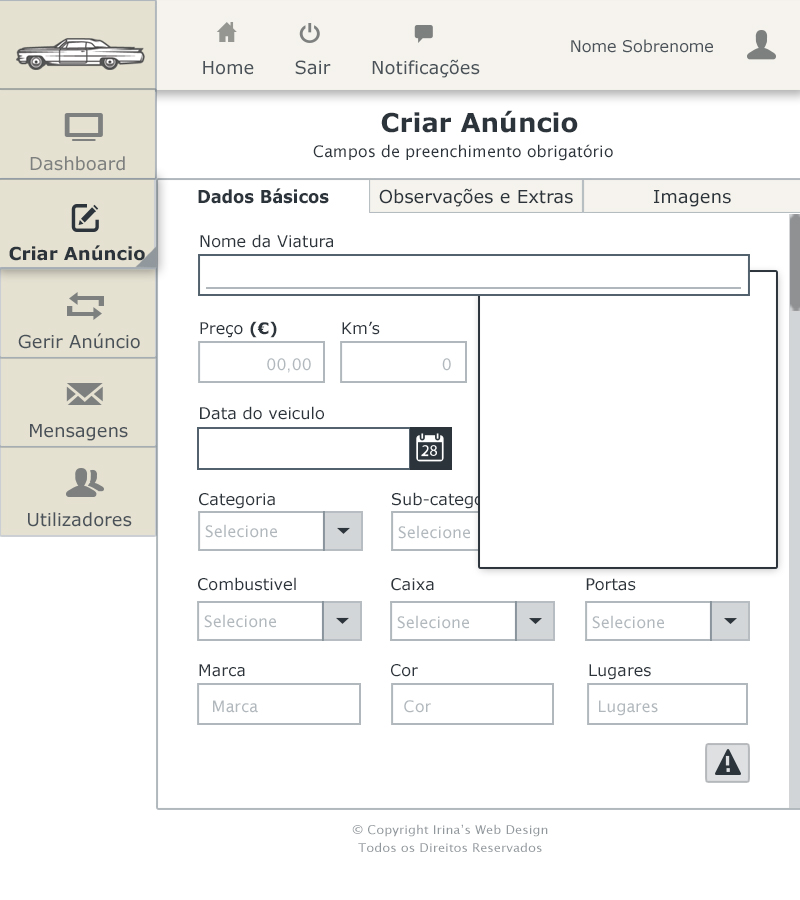 Home
Sair
Notificações
Nome Sobrenome
Dashboard
Criar Anúncio
Gerir Anúncio
Mensagens
Utilizadores
Criar Anúncio
Campos de preenchimento obrigatório
Dados Básicos
Observações e Extras
Imagens
Nome da Viatura
Preço (€)
Km’s
00,00
0
Data do veiculo
28
Categoria
Sub-catego
Selecione
Selecione
Combustivel
Caixa
Portas
Selecione
Selecione
Selecione
Marca
Cor
Lugares
Marca
Cor
Lugares
© Copyright Irina's Web Design
Todos os Direitos Reservados